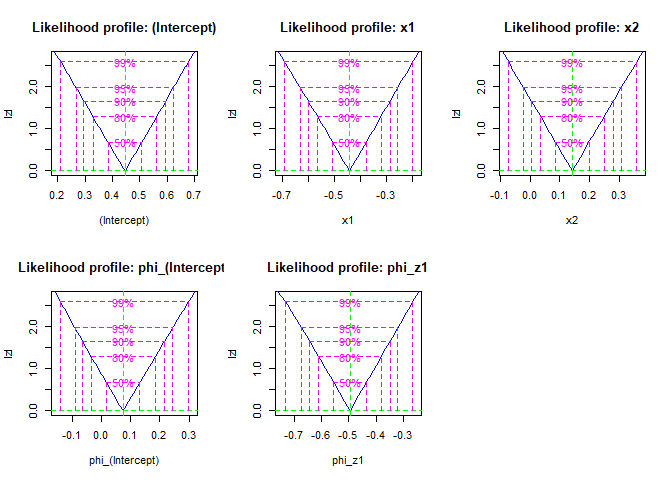 Likelihood profile: (Intercept)
99%
95%
90%
80%
50%
2.0
1.0
0.0
|z|
0.2 0.3 0.4 0.5 0.6 0.7
(Intercept)
Likelihood profile: x1
99%
95%
90%
80%
50%
2.0
1.0
0.0
|z|
-0.7 -0.5 -0.3
x1
Likelihood profile: x2
99%
95%
90%
80%
50%
2.0
1.0
0.0
|z|
-0.1 0.0 0.1 0.2 0.3
x2
Likelihood profile: phi_(Intercept
99%
95%
90%
80%
50%
2.0
1.0
0.0
|z|
-0.1 0.0 0.1 0.2 0.3
phi_(Intercept)
Likelihood profile: phi_z1
99%
95%
90%
80%
50%
2.0
1.0
0.0
|z|
-0.7 -0.6 -0.5 -0.4 -0.3
phi_z1